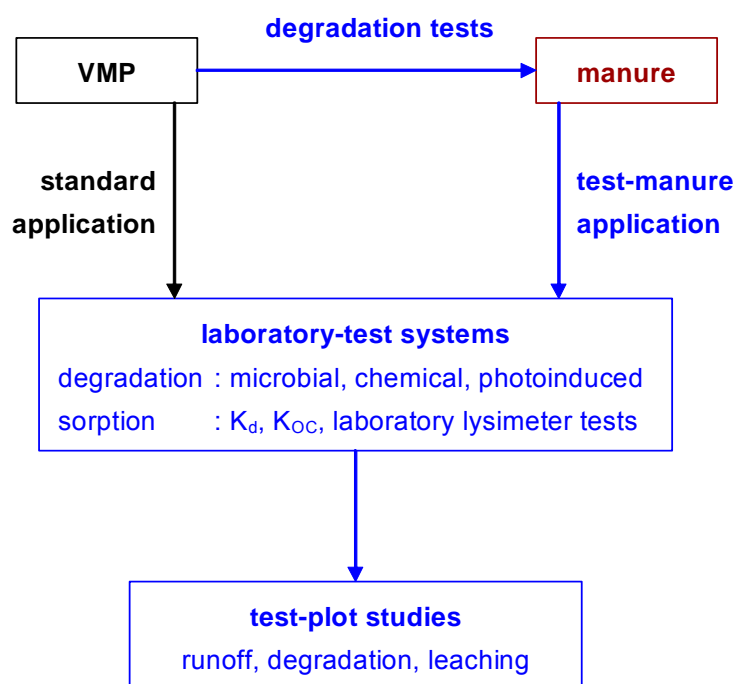 degradation tests
VMP
manure
standard
application
test-manure
application
laboratory-test systems
degradation : microbial, chemical, photoinduced
sorption : Kd, KOC, laboratory lysimeter tests
test-plot studies
runoff, degradation, leaching